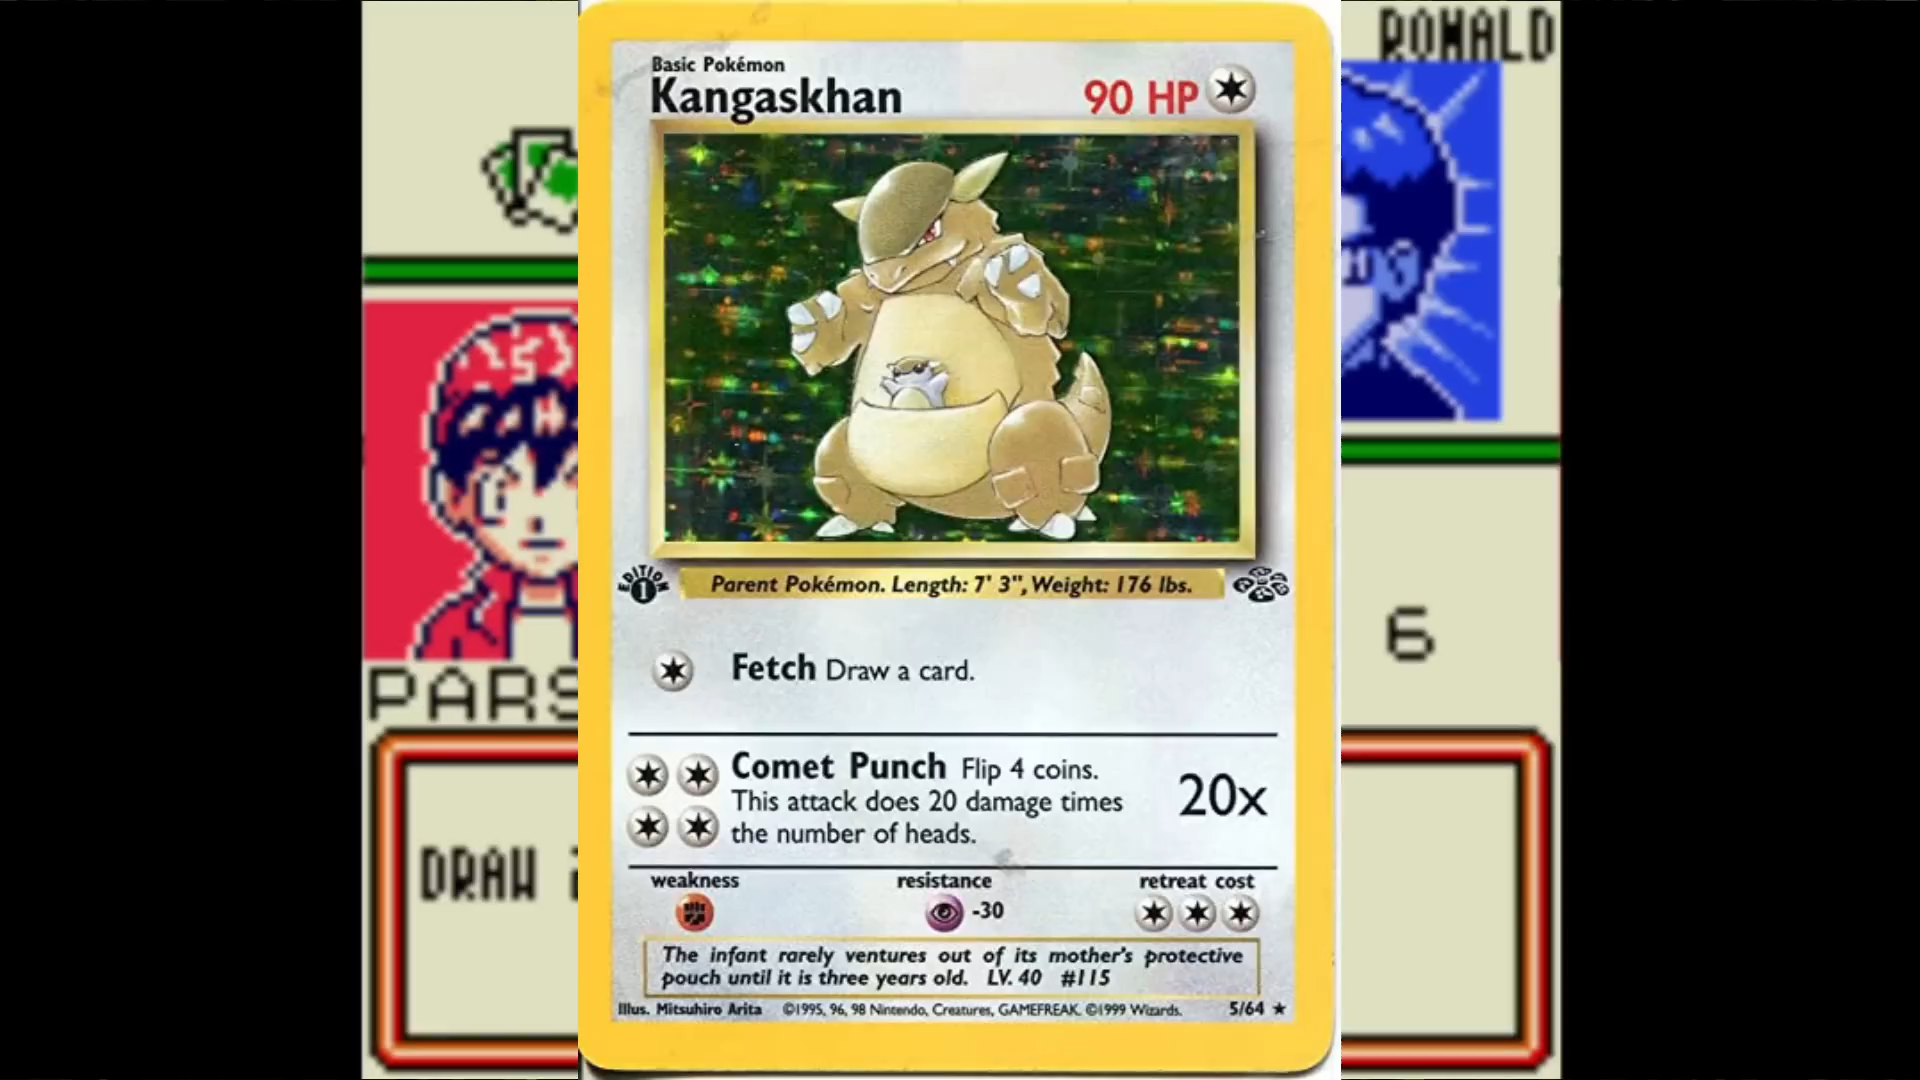 RONALD
Basic Pokémon
Kangaskhan
90 HP
EDITION
1
Parent Pokémon. Length: 7' 3", Weight: 176 lbs.
Fetch Draw a card.
Comet Punch Flip 4 coins.
This attack does 20 damage times
the number of heads.
20x
weakness
resistance
retreat cost
-30
The infant rarely ventures out of its mother's protective
pouch until it is three years old. LV. 40 #115
Illus. Mitsuhiro Arita ©1995, 96, 98 Nintendo, Creatures, GAMEFREAK. ©1999 Wizards. 5/64 ★
PARS
6
DRAW